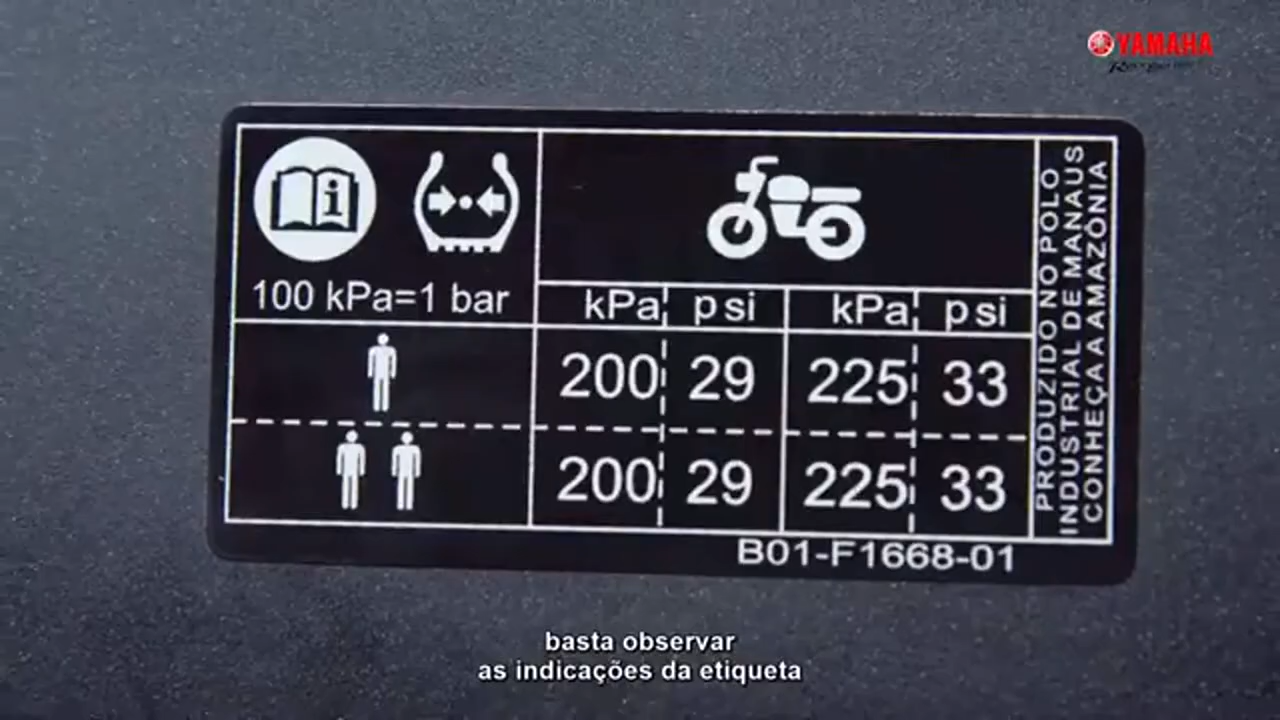 YAMAHA
i
100 kPa=1 bar
kPa psi kPa psi
200 29 225 33
200 29 225 33
PRODUZIDO NO POLO
INDUSTRIAL DE MANAUS
CONHEÇA A AMAZÔNIA
B01-F1668-01
basta observar
as indicações da etiqueta